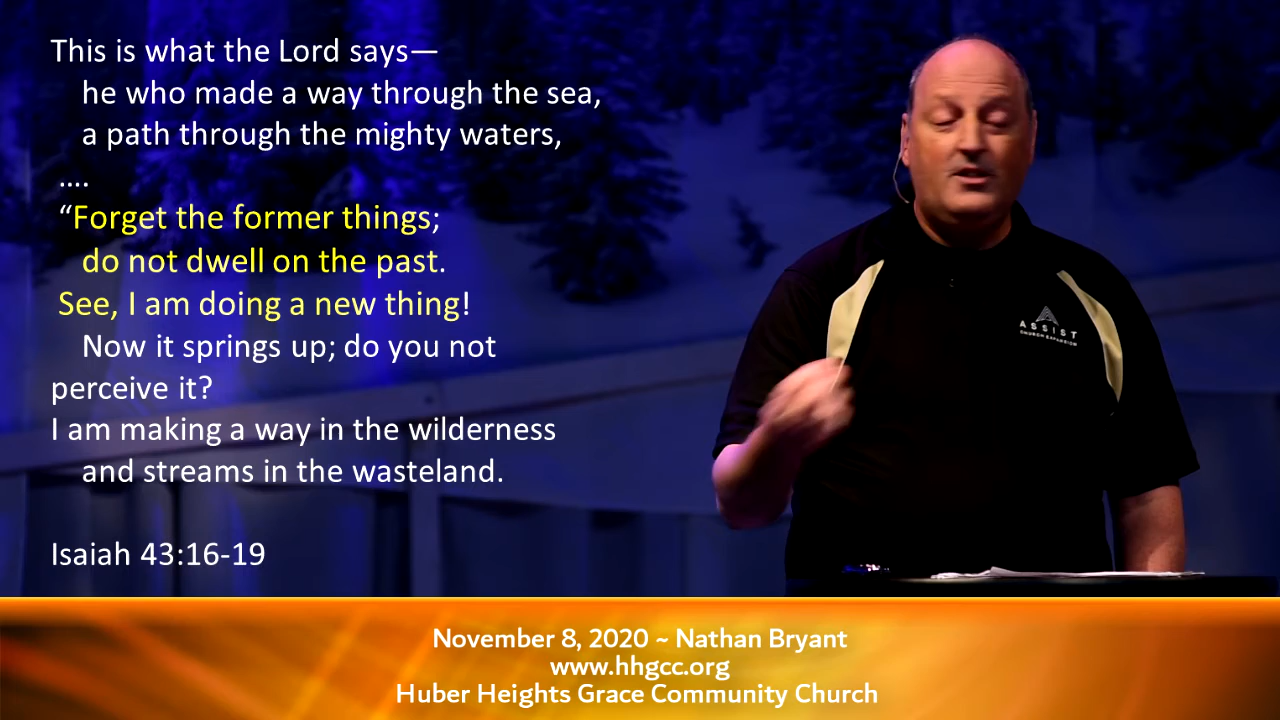 This is what the Lord says—
he who made a way through the sea,
a path through the mighty waters,
....
“Forget the former things;
do not dwell on the past.
See, I am doing a new thing!
Now it springs up; do you not
perceive it?
I am making a way in the wilderness
and streams in the wasteland.
Isaiah 43:16-19
ASSIST
CHURCH EXPANSION
November 8, 2020 ~ Nathan Bryant
www.hhgcc.org
Huber Heights Grace Community Church